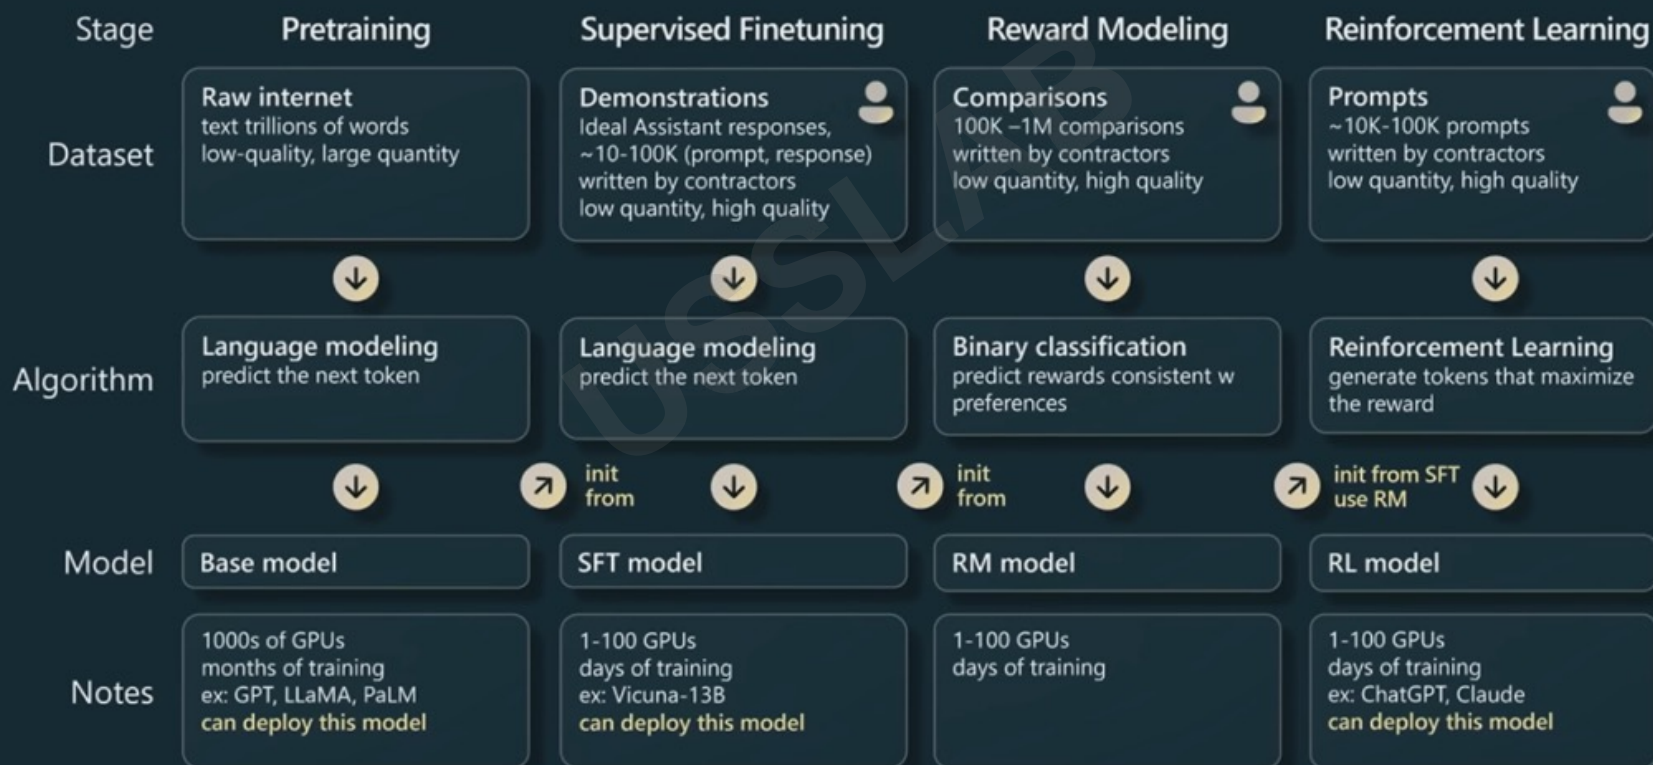 Stage
Pretraining
Supervised Finetuning
Reward Modeling
Reinforcement Learning
Dataset
Raw internet
text trillions of words
low-quality, large quantity
Demonstrations
Ideal Assistant responses,
~10-100K (prompt, response)
written by contractors
low quantity, high quality
Comparisons
100K –1M comparisons
written by contractors
low quantity, high quality
Prompts
~10K-100K prompts
written by contractors
low quantity, high quality
Algorithm
Language modeling
predict the next token
Language modeling
predict the next token
Binary classification
predict rewards consistent w
preferences
Reinforcement Learning
generate tokens that maximize
the reward
init
from
init
from
init from SFT
use RM
Model
Base model
SFT model
RM model
RL model
Notes
1000s of GPUs
months of training
ex: GPT, LLaMA, PaLM
can deploy this model
1-100 GPUs
days of training
ex: Vicuna-13B
can deploy this model
1-100 GPUs
days of training
1-100 GPUs
days of training
ex: ChatGPT, Claude
can deploy this model
USSLAB